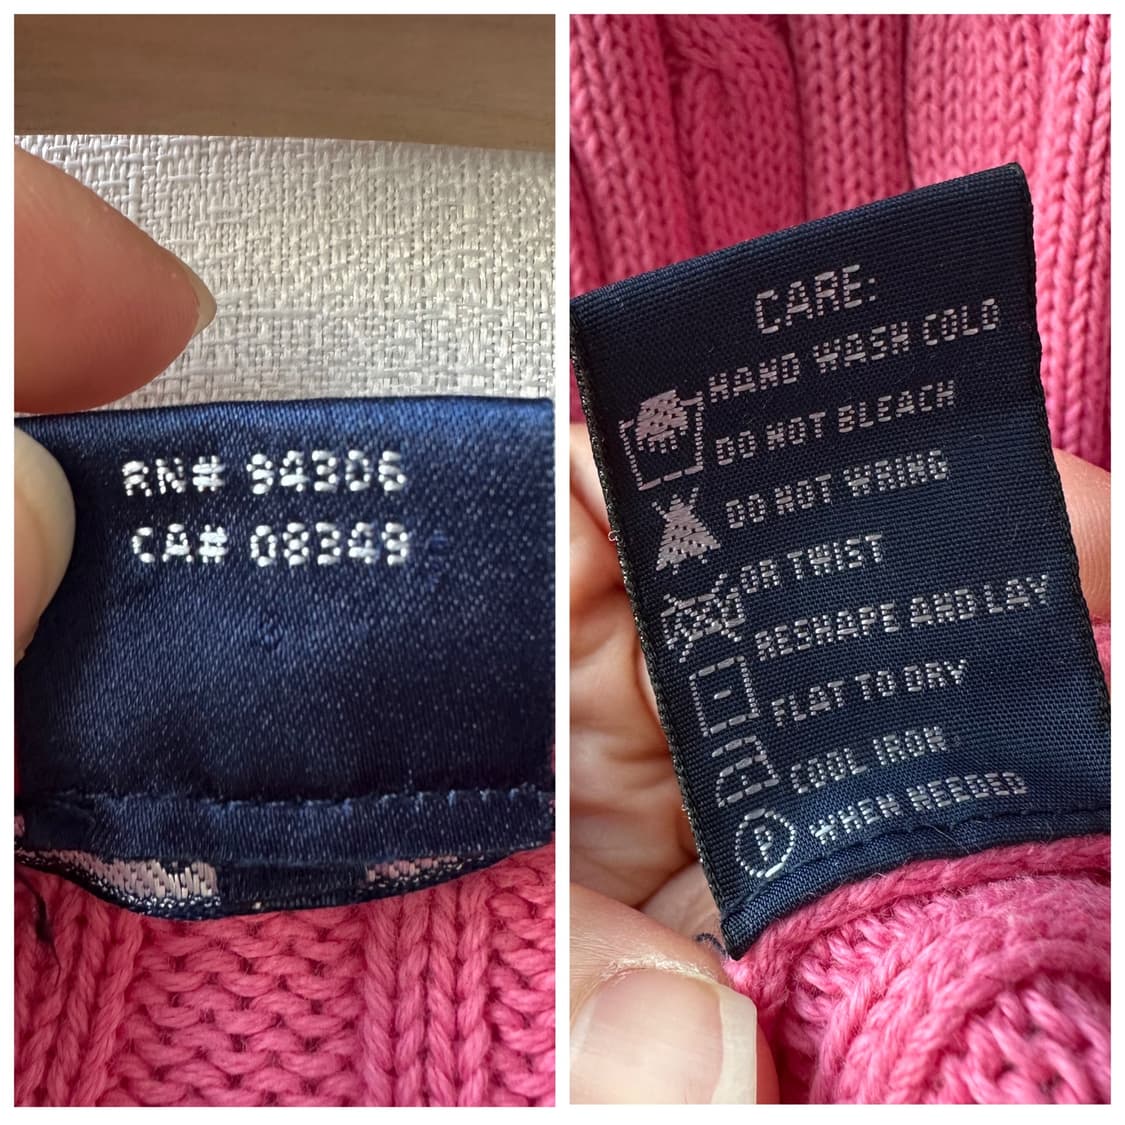 RN# 94306
CA# 08349
CARE:
HAND WASH COLD
DO NOT BLEACH
DO NOT WRING
OR TWIST
RESHAPE AND LAY
FLAT TO DRY
COOL IRON
WHEN NEEDED
P